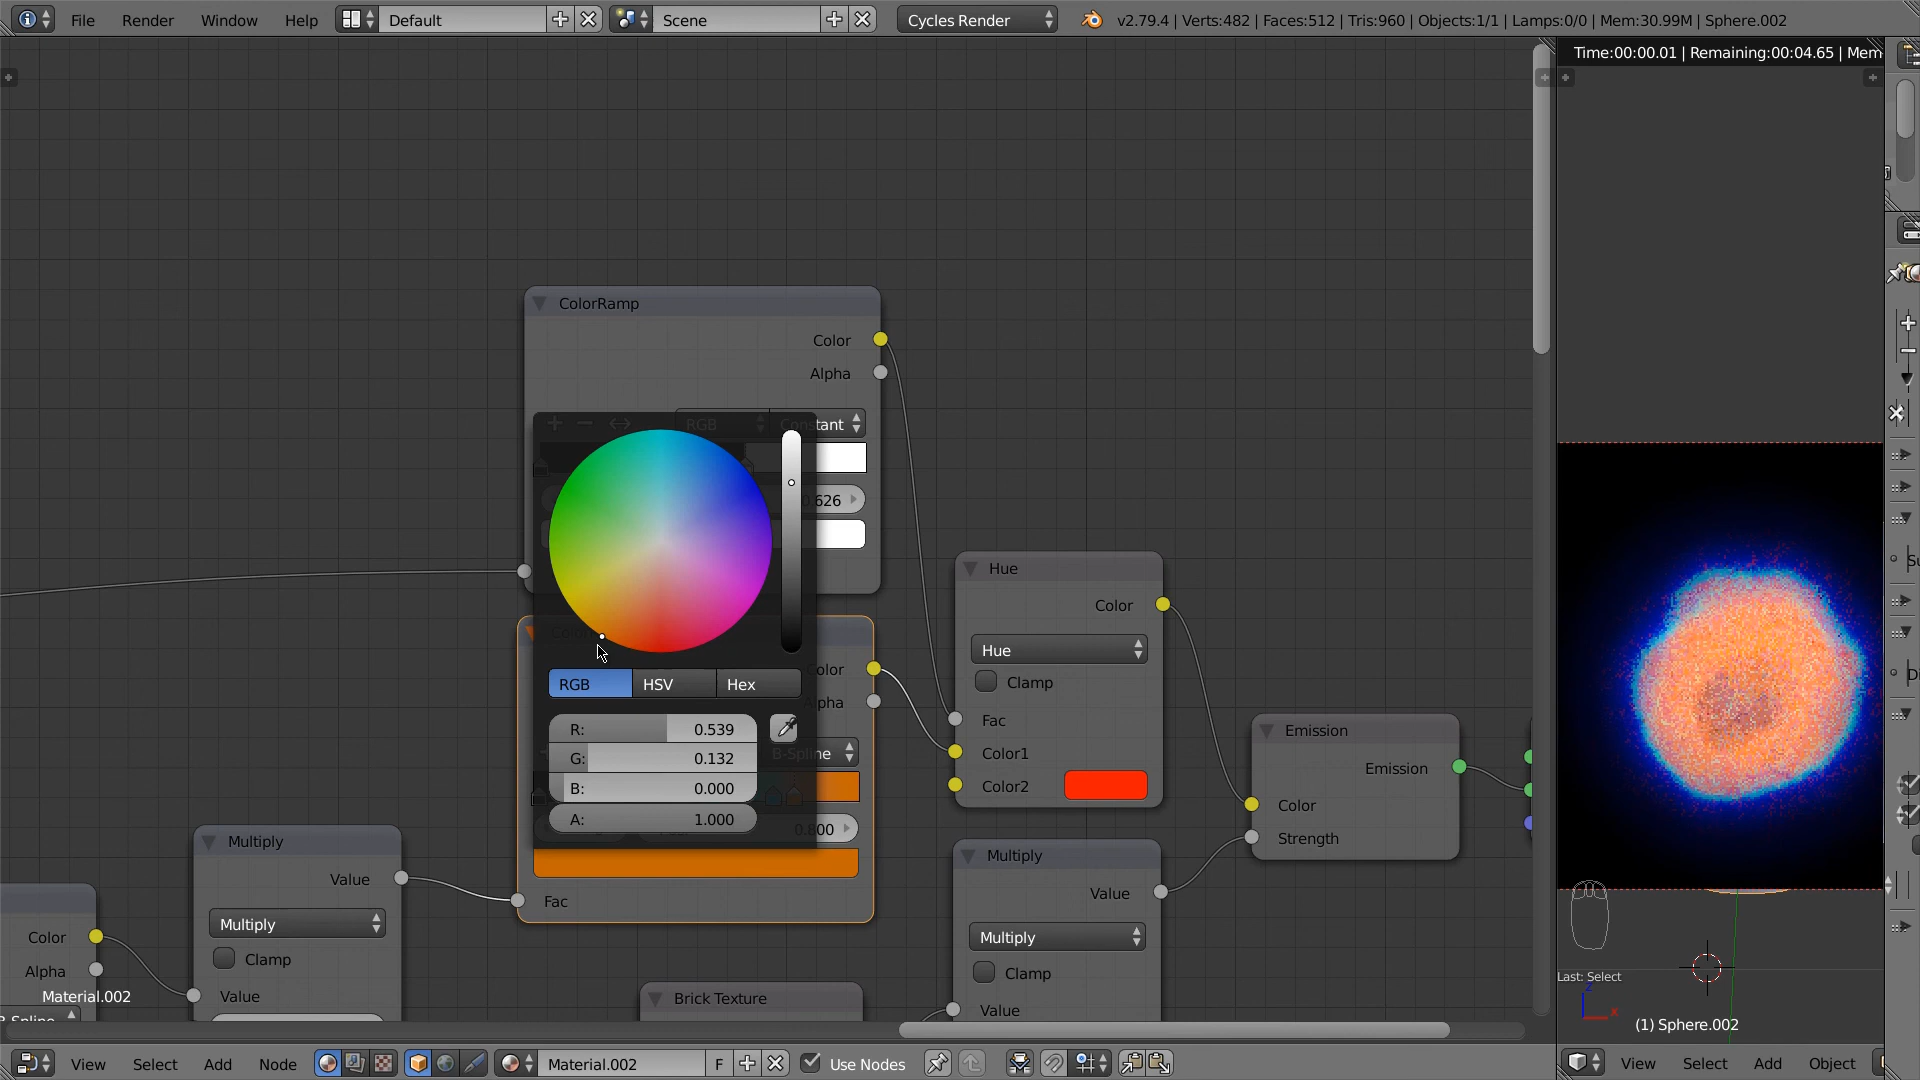 File Render Window Help Default Scene Cycles Render v2.79.4 | Verts:482 | Faces:512 | Tris:960 | Objects:1/1 | Lamps:0/0 | Mem:30.99M | Sphere.002
Time:00:00.01 | Remaining:00:04.65 | Mem
ColorRamp
Color
Alpha
RGB
0.626
Hue
Color
Hue
Clamp
Fac
Color1
Color2
RGB HSV Hex
R: 0.539
G: 0.132
B: 0.000
A: 1.000
B-Spline
0.800
Fac
Emission
Emission
Color
Strength
Multiply
Value
Multiply
Clamp
Value
Multiply
Value
Multiply
Clamp
Value
Color
Alpha
Material.002
Brick Texture
Last: Select
z
x
(1) Sphere.002
View Select Add Node Material.002 F Use Nodes
View Select Add Object